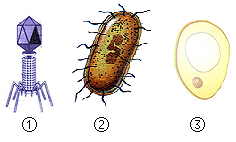 ① ② ③